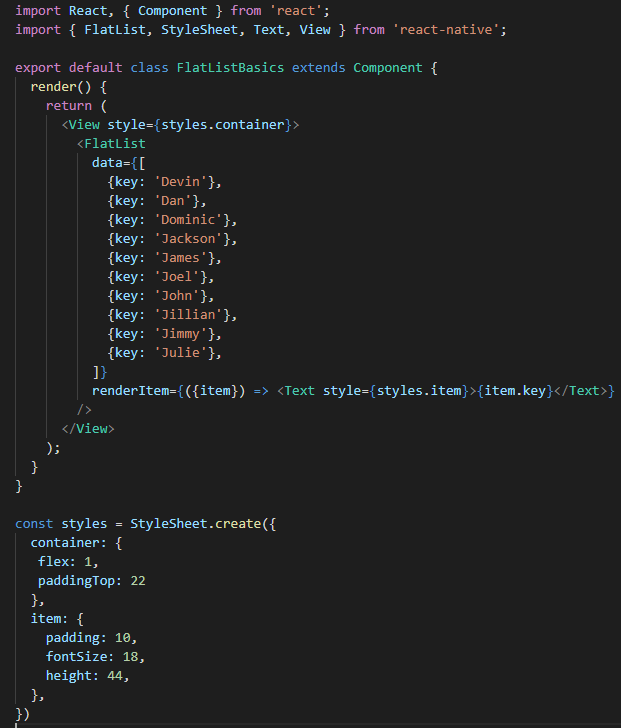 import React, { Component } from 'react';
import { FlatList, StyleSheet, Text, View } from 'react-native';

export default class FlatListBasics extends Component {
  render() {
    return (
      <View style={styles.container}>
        <FlatList
          data={[
            {key: 'Devin'},
            {key: 'Dan'},
            {key: 'Dominic'},
            {key: 'Jackson'},
            {key: 'James'},
            {key: 'Joel'},
            {key: 'John'},
            {key: 'Jillian'},
            {key: 'Jimmy'},
            {key: 'Julie'},
          ]}
          renderItem={({item}) => <Text style={styles.item}>{item.key}</Text>}
        />
      </View>
    );
  }
}

const styles = StyleSheet.create({
  container: {
   flex: 1,
   paddingTop: 22
  },
  item: {
    padding: 10,
    fontSize: 18,
    height: 44,
  },
})